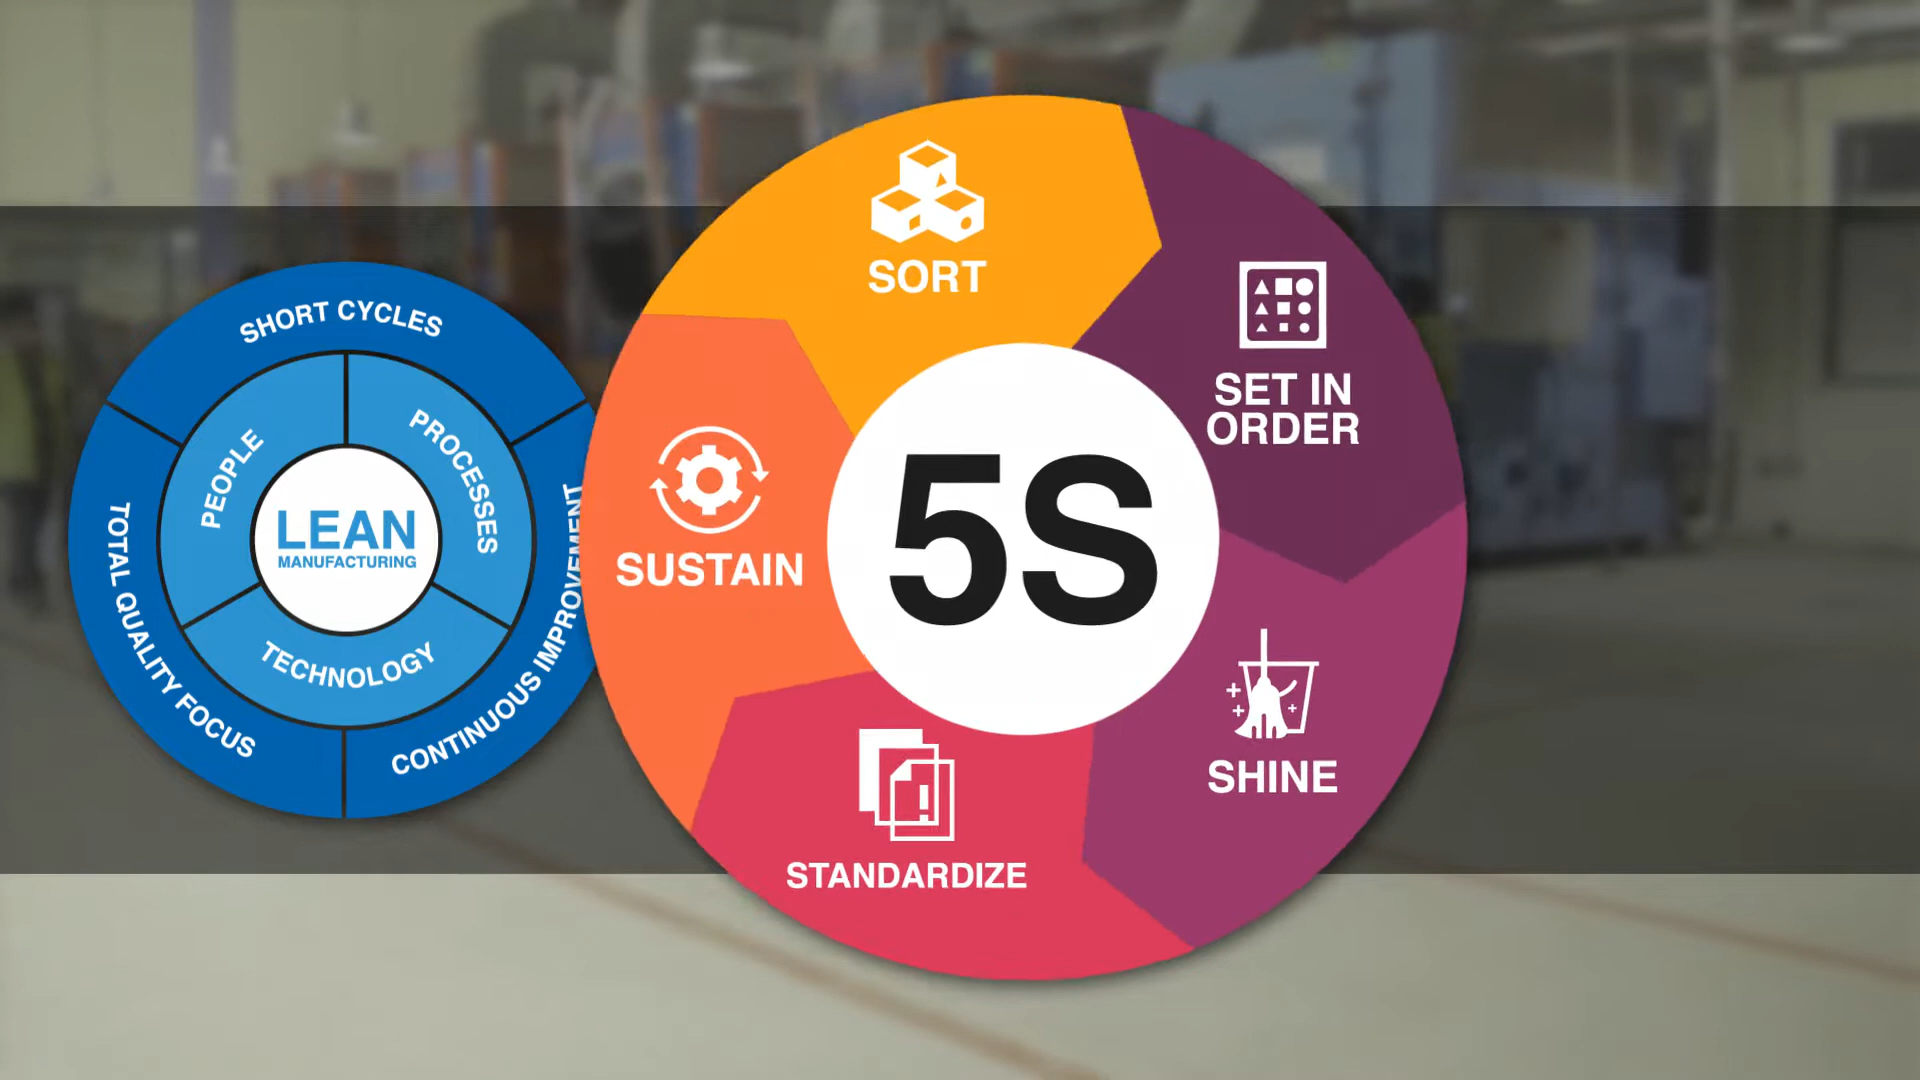 SHORT CYCLES
PEOPLE
PROCESSES
TECHNOLOGY
LEAN
MANUFACTURING
TOTAL QUALITY FOCUS
CONTINUOUS IMPROVEMENT
5S
SORT
SET IN
ORDER
SHINE
STANDARDIZE
SUSTAIN